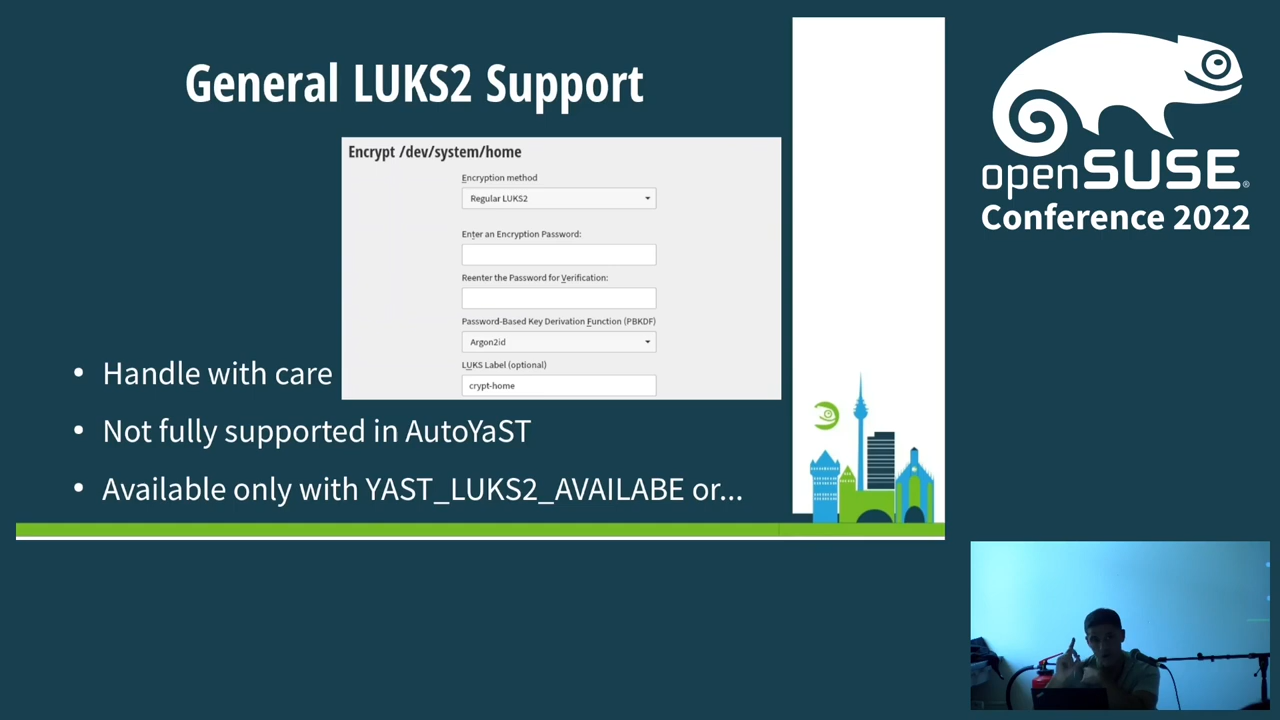 General LUKS2 Support
Encrypt /dev/system/home
Encryption method
Regular LUKS2
Enter an Encryption Password:
Reenter the Password for Verification:
Password-Based Key Derivation Function (PBKDF)
Argon2id
LUKS Label (optional)
crypt-home
• Handle with care
• Not fully supported in AutoYaST
• Available only with YAST_LUKS2_AVAILABE or...
openSUSE®
Conference 2022